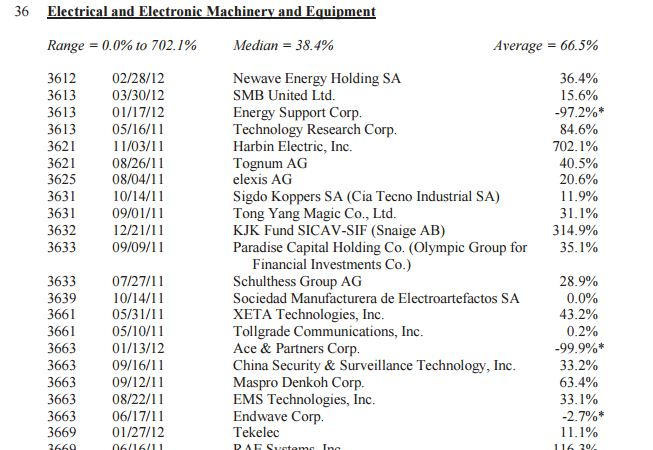 36 Electrical and Electronic Machinery and Equipment
Range = 0.0% to 702.1% Median = 38.4% Average = 66.5%
3612 02/28/12 Newave Energy Holding SA 36.4%
3613 03/30/12 SMB United Ltd. 15.6%
3613 01/17/12 Energy Support Corp. -97.2%*
3613 05/16/11 Technology Research Corp. 84.6%
3621 11/03/11 Harbin Electric, Inc. 702.1%
3621 08/26/11 Tognum AG 40.5%
3625 08/04/11 elexis AG 20.6%
3631 10/14/11 Sigdo Koppers SA (Cia Tecno Industrial SA) 11.9%
3631 09/01/11 Tong Yang Magic Co., Ltd. 31.1%
3632 12/21/11 KJK Fund SICAV-SIF (Snaige AB) 314.9%
3633 09/09/11 Paradise Capital Holding Co. (Olympic Group for 35.1%
Financial Investments Co.)
3633 07/27/11 Schulthess Group AG 28.9%
3639 10/14/11 Sociedad Manufacturera de Electroartefactos SA 0.0%
3661 05/31/11 XETA Technologies, Inc. 43.2%
3661 05/10/11 Tollgrade Communications, Inc. 0.2%
3663 01/13/12 Ace & Partners Corp. -99.9%*
3663 09/16/11 China Security & Surveillance Technology, Inc. 33.2%
3663 09/12/11 Maspro Denkoh Corp. 63.4%
3663 08/22/11 EMS Technologies, Inc. 33.1%
3663 06/17/11 Endwave Corp. -2.7%*
3669 01/27/12 Tekelec 11.1%
3669 06/16/11 RAE Systems, Inc. 116.3%